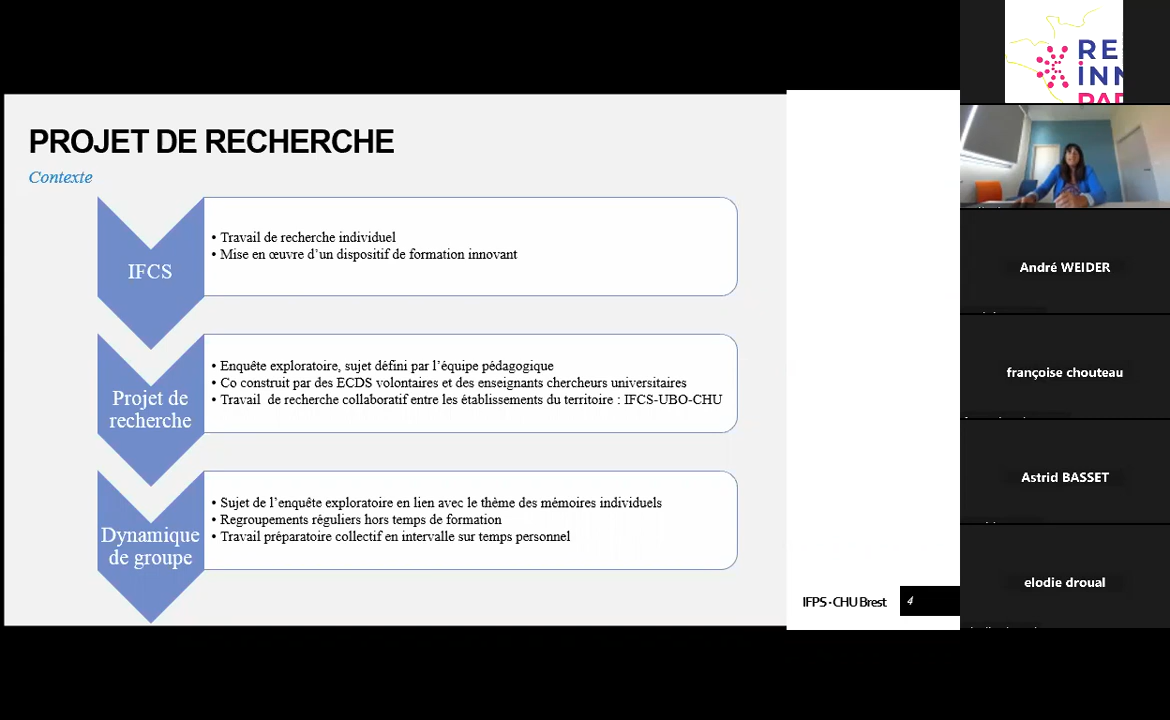 PROJET DE RECHERCHE
Contexte
IFCS
• Travail de recherche individuel
• Mise en œuvre d’un dispositif de formation innovant
Projet de
recherche
• Enquête exploratoire, sujet défini par l’équipe pédagogique
• Co construit par des ECDS volontaires et des enseignants chercheurs universitaires
• Travail de recherche collaboratif entre les établissements du territoire : IFCS-UBO-CHU
Dynamique
de groupe
• Sujet de l’enquête exploratoire en lien avec le thème des mémoires individuels
• Regroupements réguliers hors temps de formation
• Travail préparatoire collectif en intervalle sur temps personnel
IFPS - CHU Brest
4
RE
INN
PAR
André WEIDER
françoise chouteau
Astrid BASSET
elodie droual